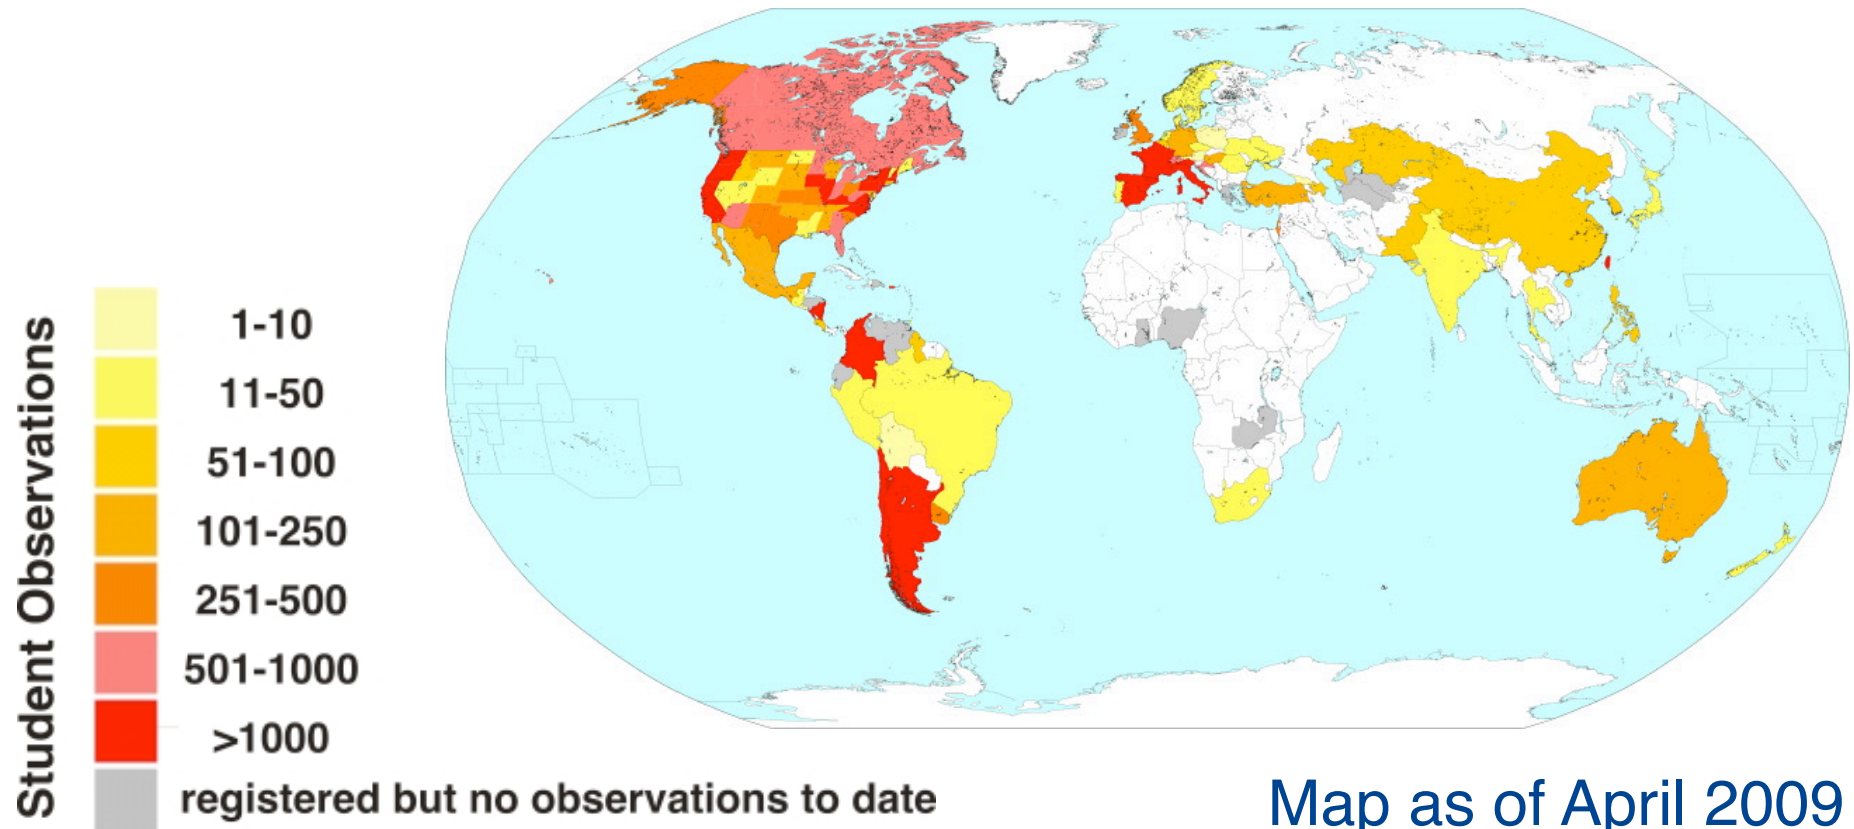 Student Observations
1-10
11-50
51-100
101-250
251-500
501-1000
>1000
registered but no observations to date
Map as of April 2009